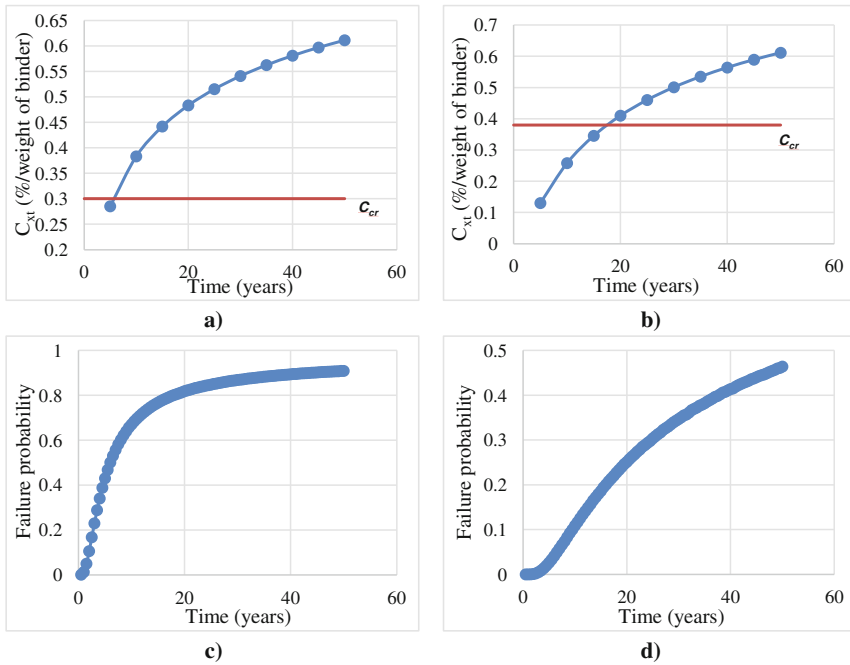 0.65
0.6
0.55
0.5
0.45
0.4
0.35
0.3
0.25
0.2
C_xt (%/weight of binder)
C_cr
0 20 40 60
Time (years)
a)
0.7
0.6
0.5
0.4
0.3
0.2
0.1
0
C_xt (%/weight of binder)
C_cr
0 20 40 60
Time (years)
b)
1
0.8
0.6
0.4
0.2
0
Failure probability
0 20 40 60
Time (years)
c)
0.5
0.4
0.3
0.2
0.1
0
Failure probability
0 20 40 60
Time (years)
d)